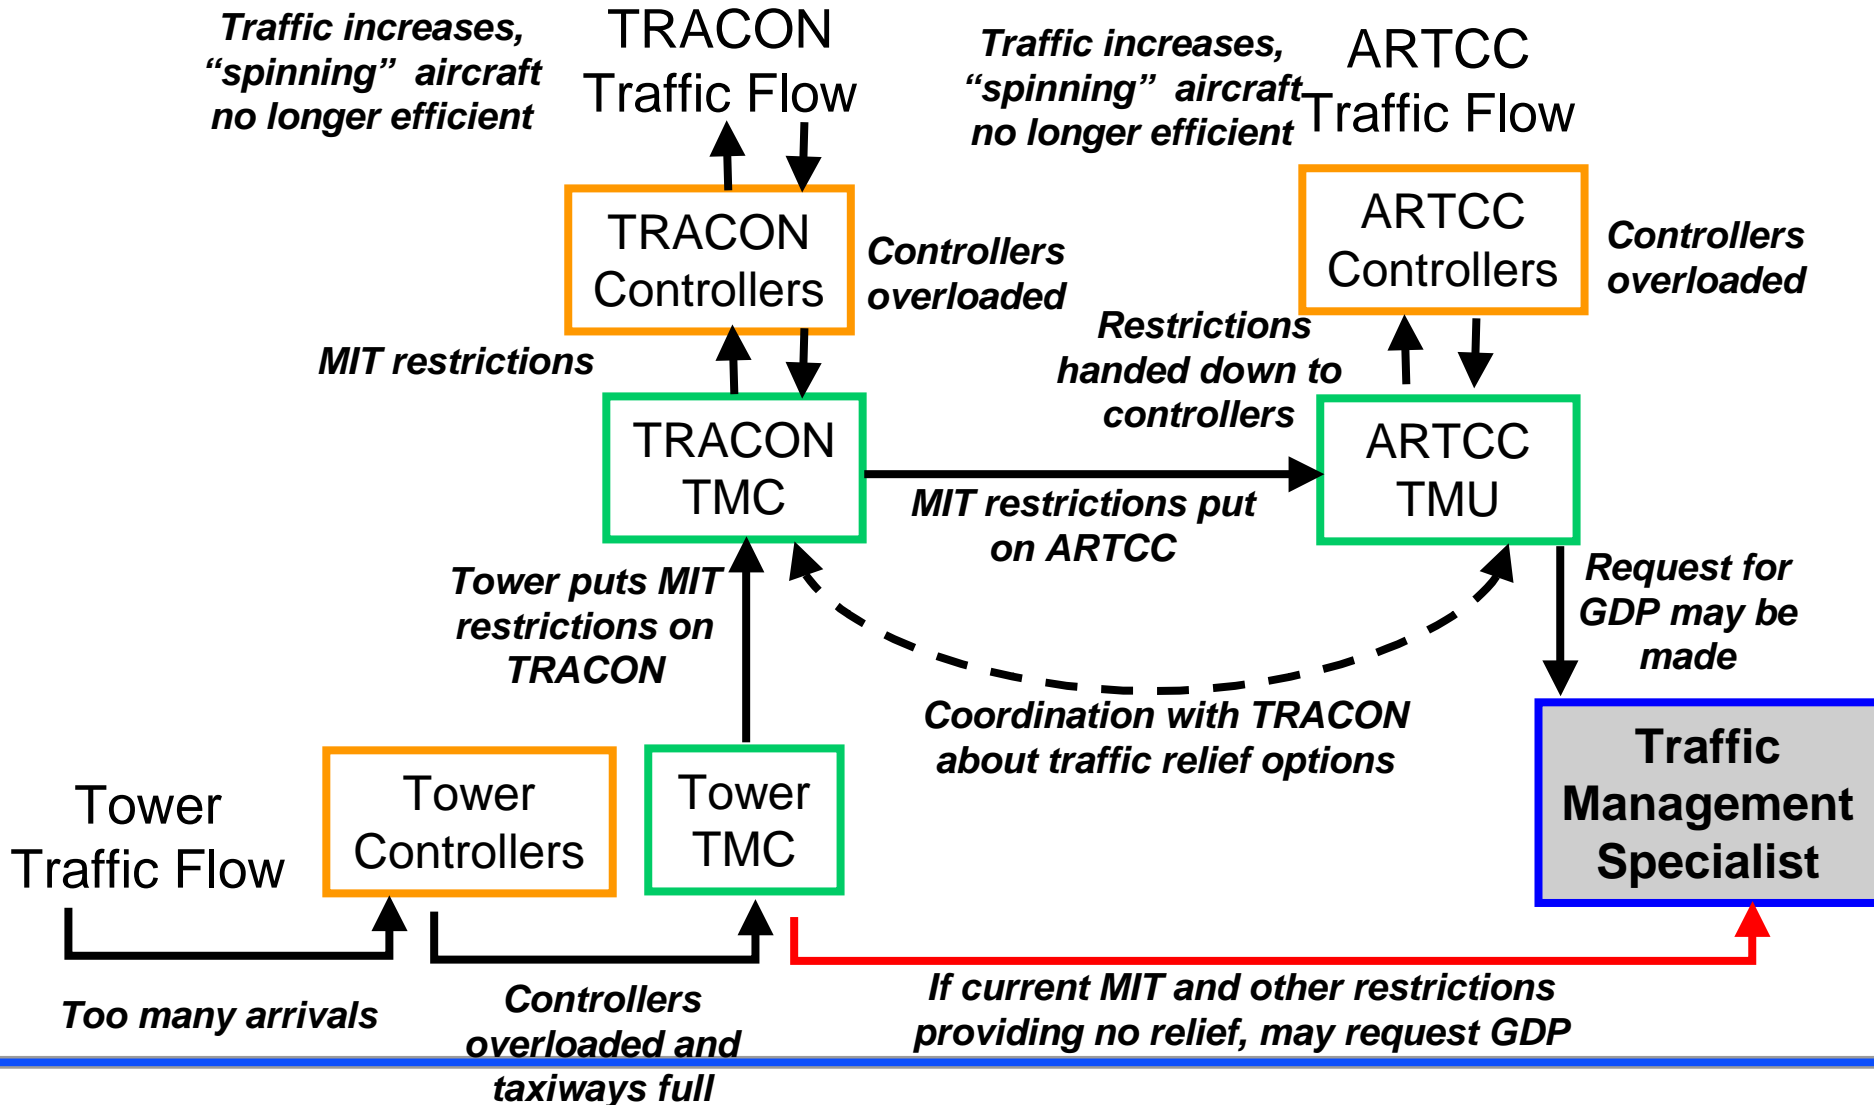 Traffic increases,
“spinning” aircraft
no longer efficient
TRACON
Traffic Flow
Traffic increases,
“spinning” aircraft
no longer efficient
ARTCC
Traffic Flow
TRACON
Controllers
Controllers
overloaded
ARTCC
Controllers
Controllers
overloaded
MIT restrictions
Restrictions
handed down to
controllers
TRACON
TMC
ARTCC
TMU
MIT restrictions put
on ARTCC
Tower puts MIT
restrictions on
TRACON
Request for
GDP may be
made
Coordination with TRACON
about traffic relief options
Traffic
Management
Specialist
Tower
Traffic Flow
Tower
Controllers
Tower
TMC
Too many arrivals
Controllers
overloaded and
taxiways full
If current MIT and other restrictions
providing no relief, may request GDP